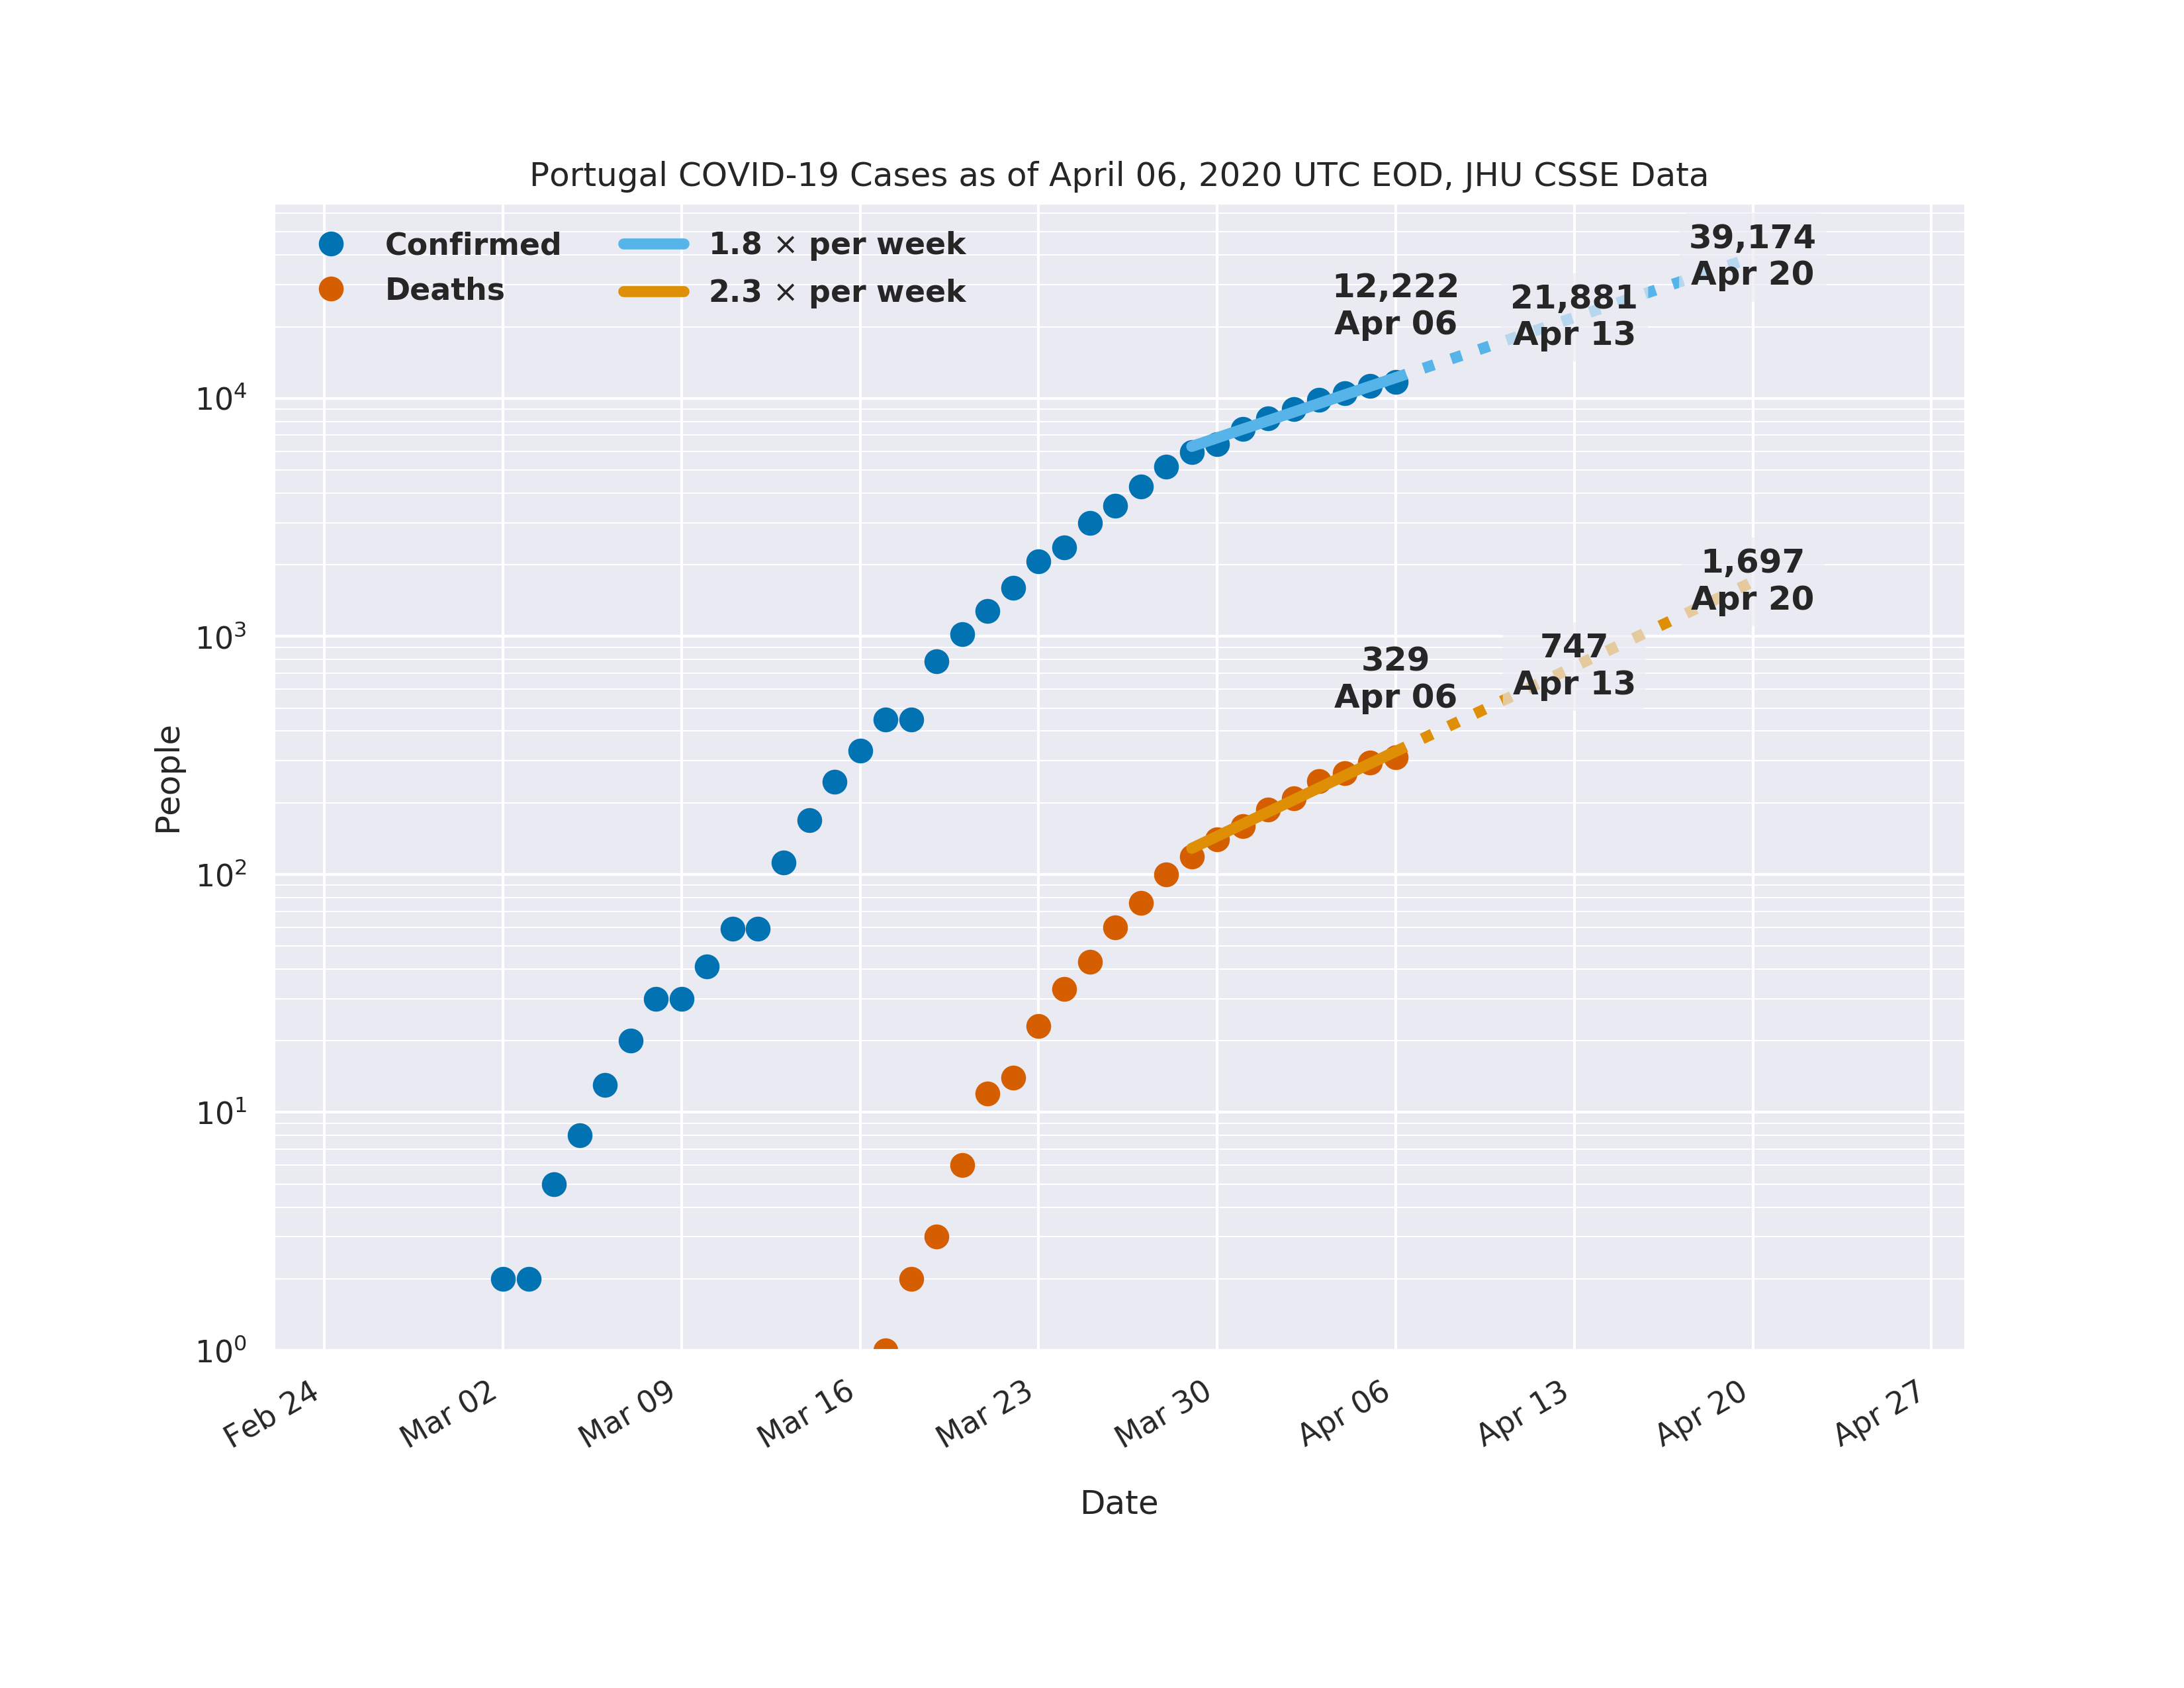 Portugal COVID-19 Cases as of April 06, 2020 UTC EOD, JHU CSSE Data
Confirmed
Deaths
1.8 × per week
2.3 × per week
39,174
Apr 20
12,222
Apr 06
21,881
Apr 13
1,697
Apr 20
329
Apr 06
747
Apr 13
People
10⁴
10³
10²
10¹
10⁰
Feb 24
Mar 02
Mar 09
Mar 16
Mar 23
Mar 30
Apr 06
Apr 13
Apr 20
Apr 27
Date